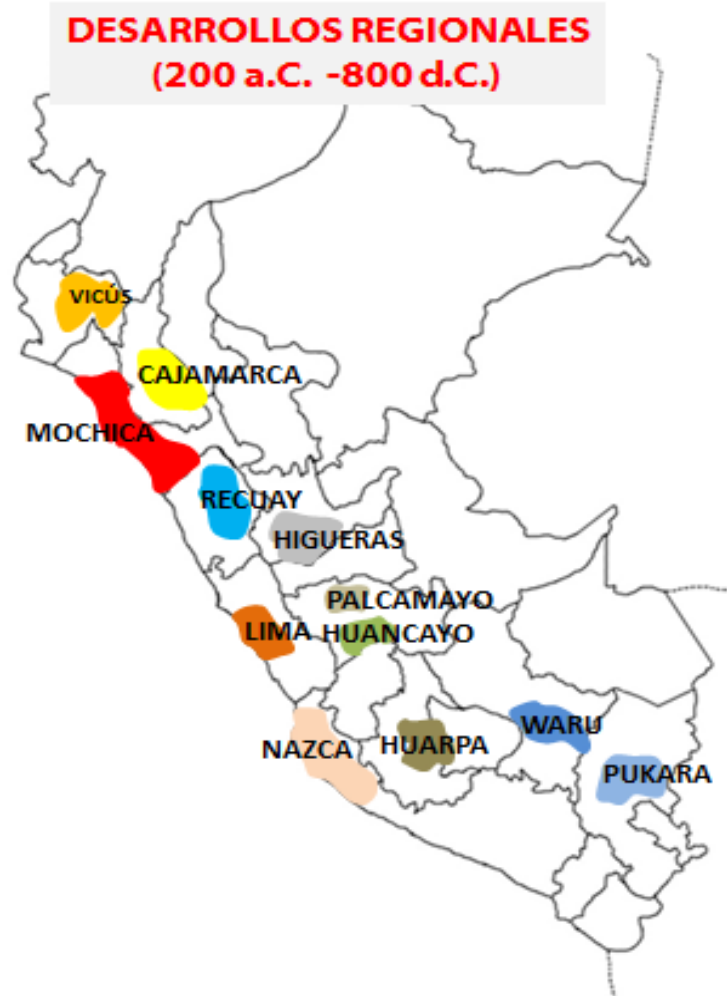 DESARROLLOS REGIONALES
(200 a.C. -800 d.C.)
VICÚS
CAJAMARCA
MOCHICA
RECUAY
HIGUERAS
PALCAMAYO
LIMA
HUANCAYO
WARU
NAZCA
HUARPA
PUKARA